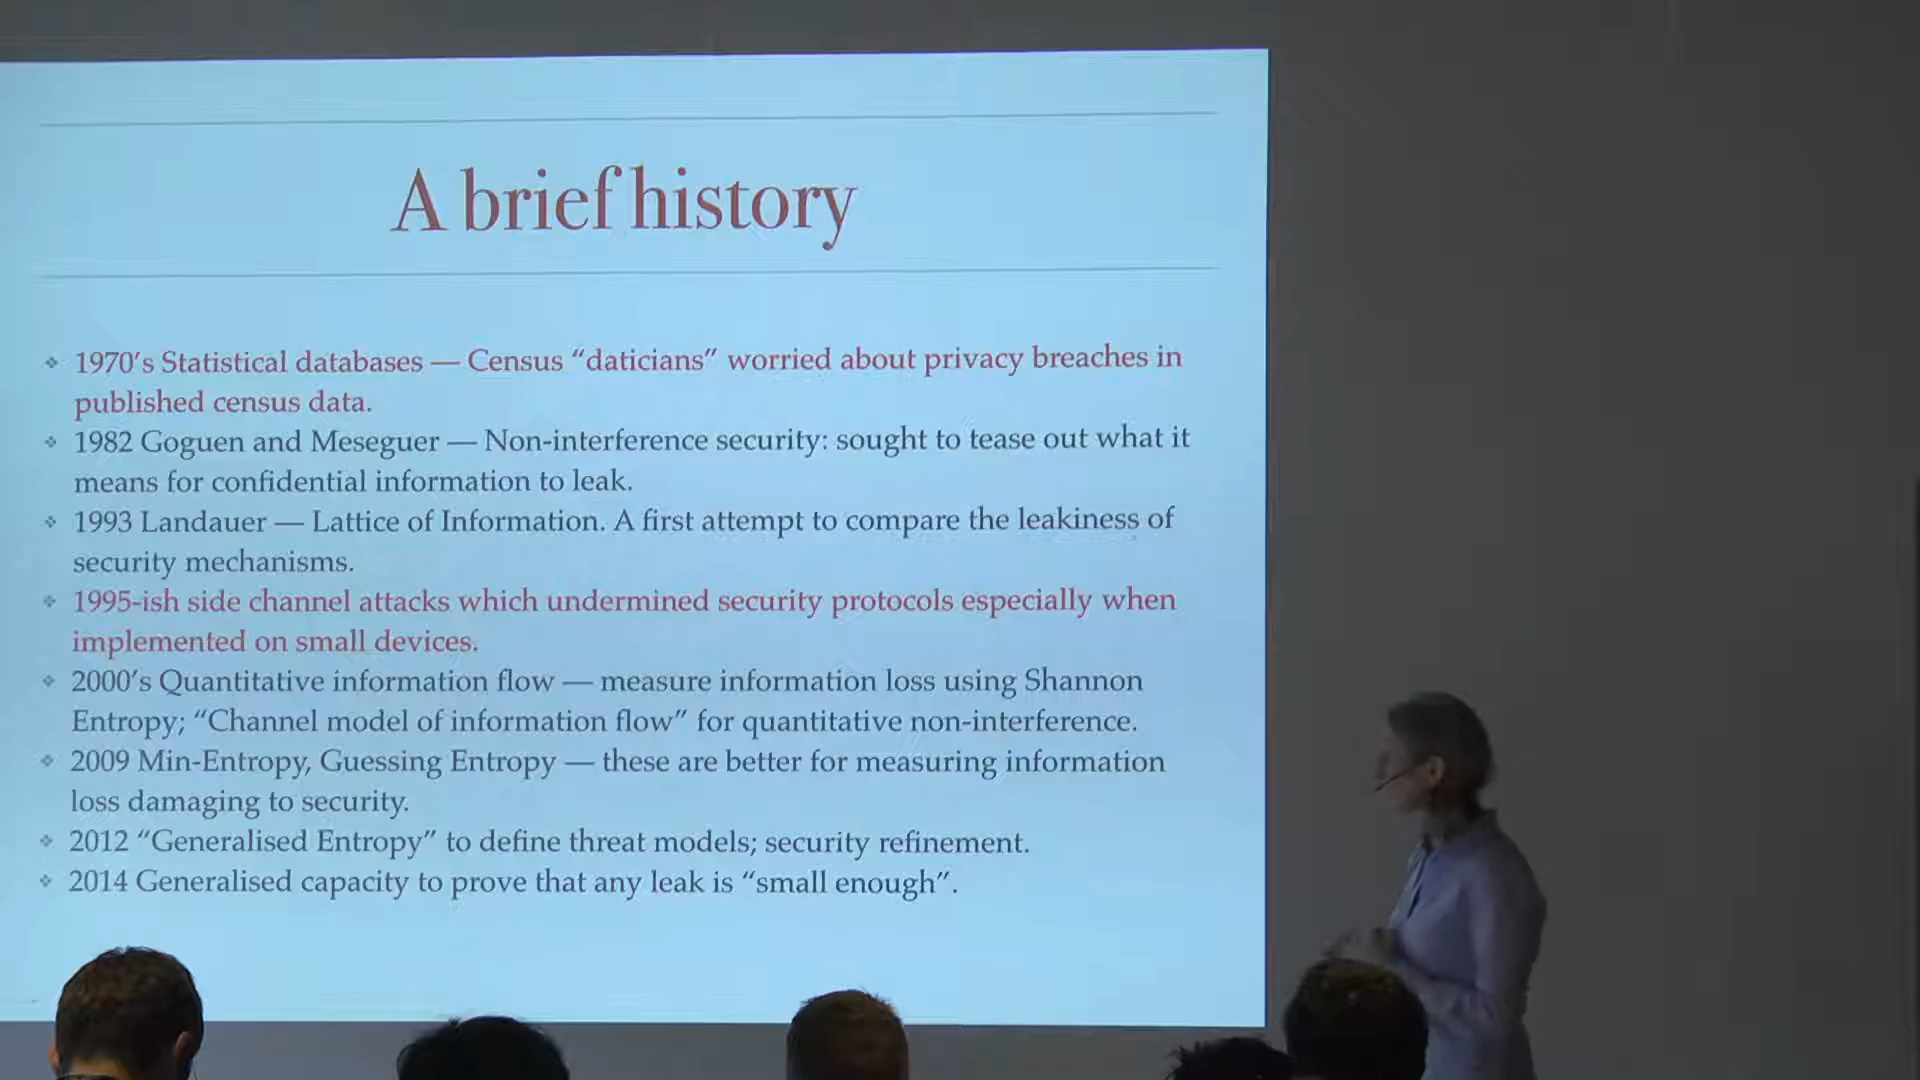 A brief history
1970’s Statistical databases — Census “daticians” worried about privacy breaches in
published census data.
1982 Goguen and Meseguer — Non-interference security: sought to tease out what it
means for confidential information to leak.
1993 Landauer — Lattice of Information. A first attempt to compare the leakiness of
security mechanisms.
1995-ish side channel attacks which undermined security protocols especially when
implemented on small devices.
2000’s Quantitative information flow — measure information loss using Shannon
Entropy; “Channel model of information flow” for quantitative non-interference.
2009 Min-Entropy, Guessing Entropy — these are better for measuring information
loss damaging to security.
2012 “Generalised Entropy” to define threat models; security refinement.
2014 Generalised capacity to prove that any leak is “small enough”.